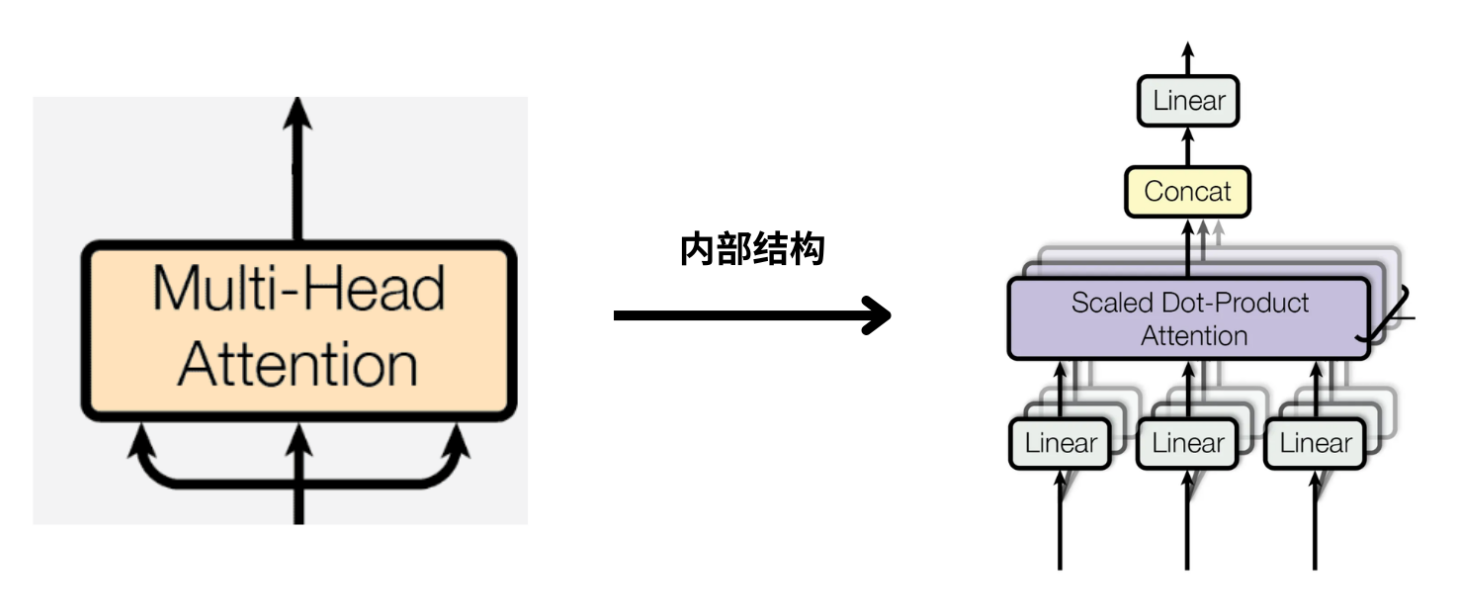 Multi-Head
Attention
内部结构
Linear
Concat
Scaled Dot-Product
Attention
Linear
Linear
Linear